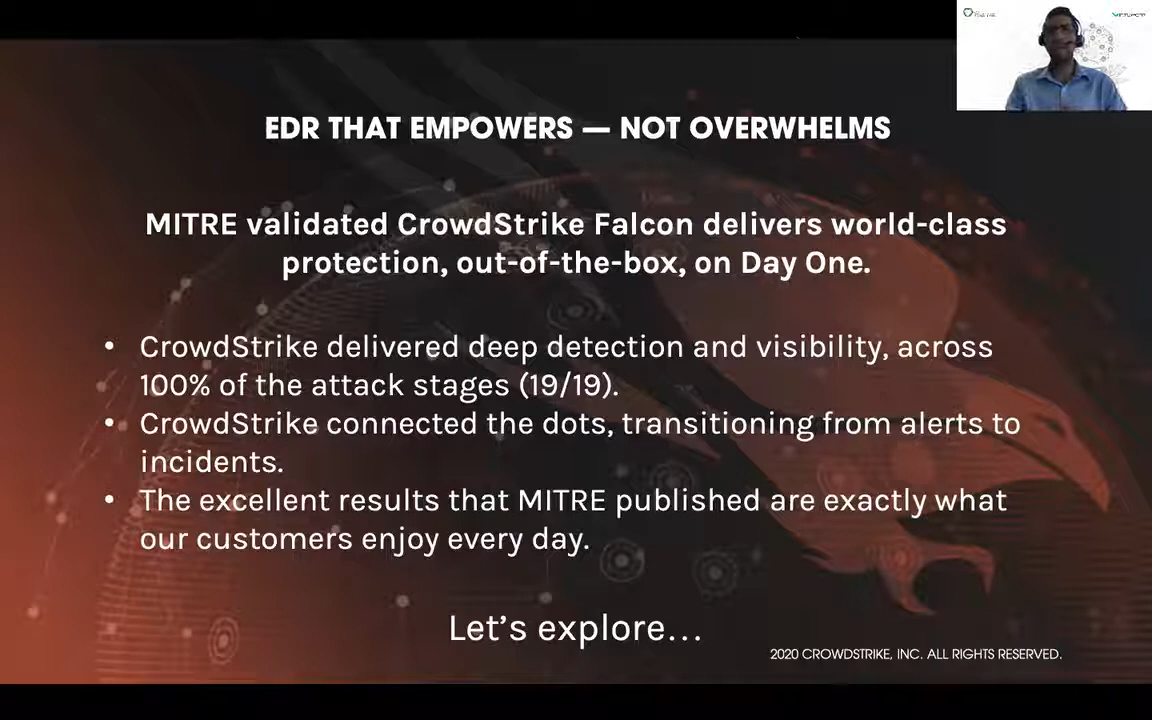 EDR THAT EMPOWERS — NOT OVERWHELMS
MITRE validated CrowdStrike Falcon delivers world-class
protection, out-of-the-box, on Day One.
• CrowdStrike delivered deep detection and visibility, across
100% of the attack stages (19/19).
• CrowdStrike connected the dots, transitioning from alerts to
incidents.
• The excellent results that MITRE published are exactly what
our customers enjoy every day.
Let’s explore...
2020 CROWDSTRIKE, INC. ALL RIGHTS RESERVED.